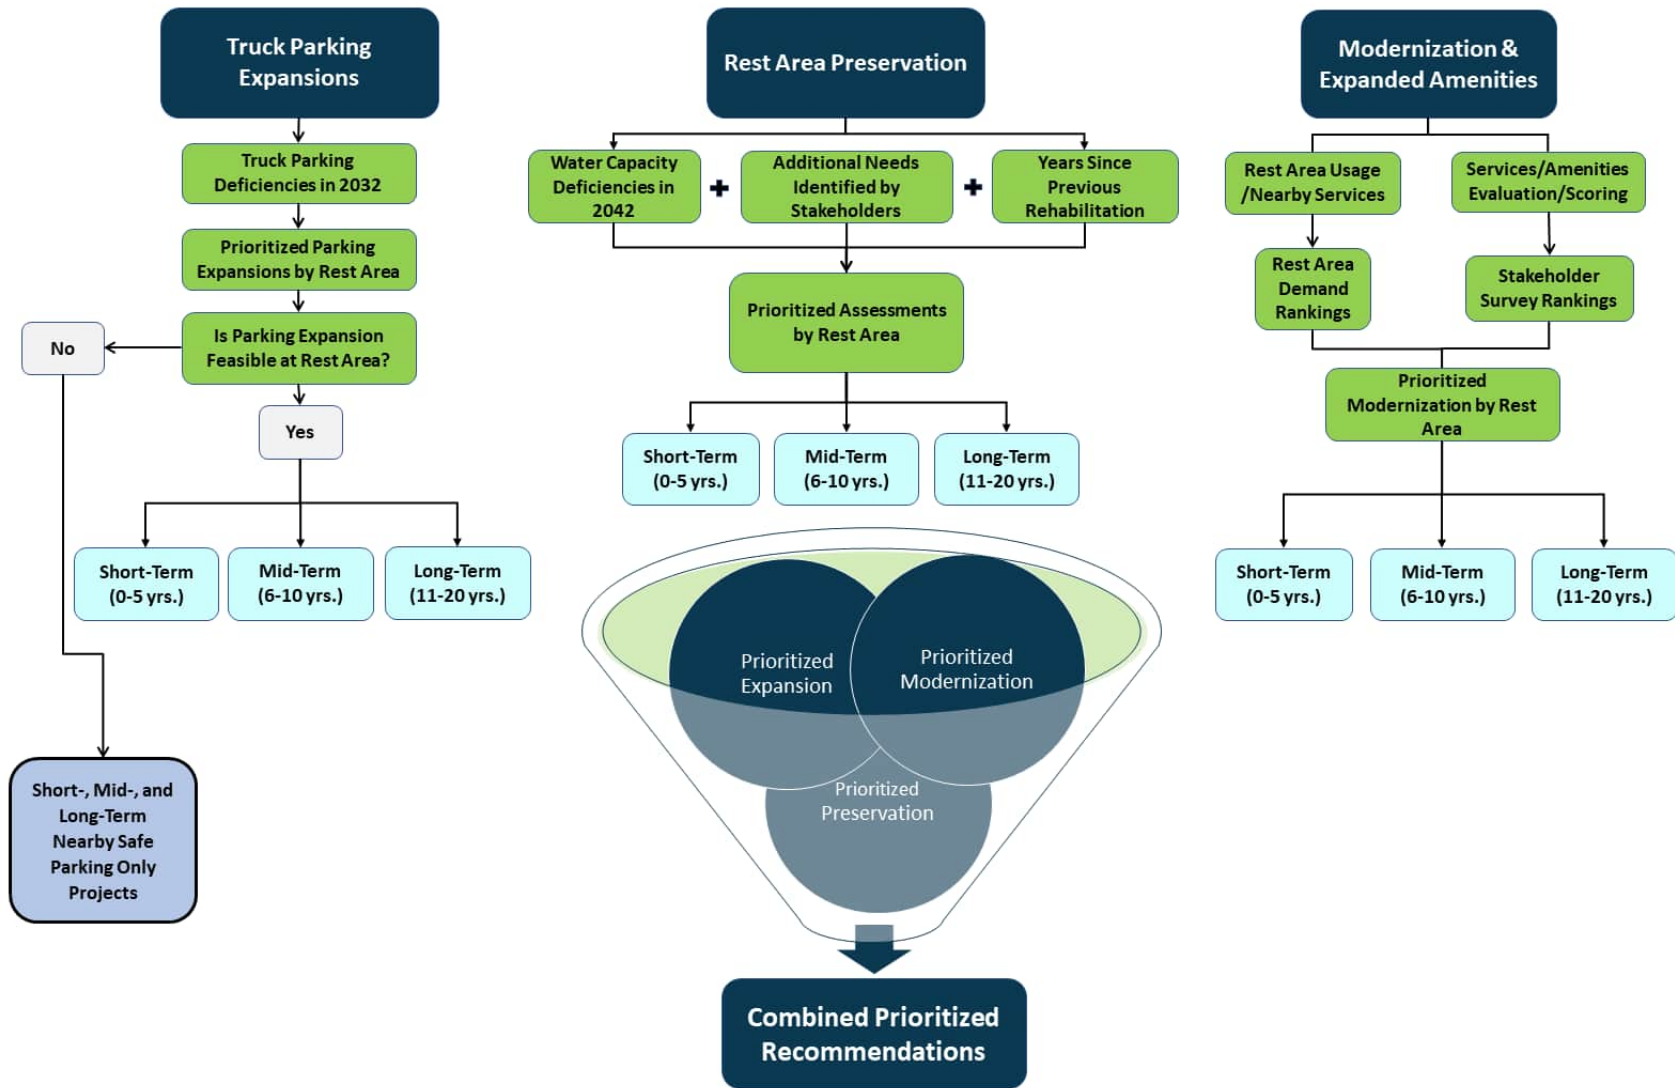 Truck Parking
Expansions
Truck Parking
Deficiencies in 2032
Prioritized Parking
Expansions by Rest Area
Is Parking Expansion
Feasible at Rest Area?
No
Yes
Short-Term
(0-5 yrs.)
Mid-Term
(6-10 yrs.)
Long-Term
(11-20 yrs.)
Short-, Mid-, and
Long-Term
Nearby Safe
Parking Only
Projects
Rest Area Preservation
Water Capacity
Deficiencies in
2042
+
Additional Needs
Identified by
Stakeholders
+
Years Since
Previous
Rehabilitation
Prioritized Assessments
by Rest Area
Short-Term
(0-5 yrs.)
Mid-Term
(6-10 yrs.)
Long-Term
(11-20 yrs.)
Modernization &
Expanded Amenities
Rest Area Usage
/Nearby Services
Services/Amenities
Evaluation/Scoring
Rest Area
Demand
Rankings
Stakeholder
Survey Rankings
Prioritized
Modernization by Rest
Area
Short-Term
(0-5 yrs.)
Mid-Term
(6-10 yrs.)
Long-Term
(11-20 yrs.)
Prioritized
Expansion
Prioritized
Modernization
Prioritized
Preservation
Combined Prioritized
Recommendations